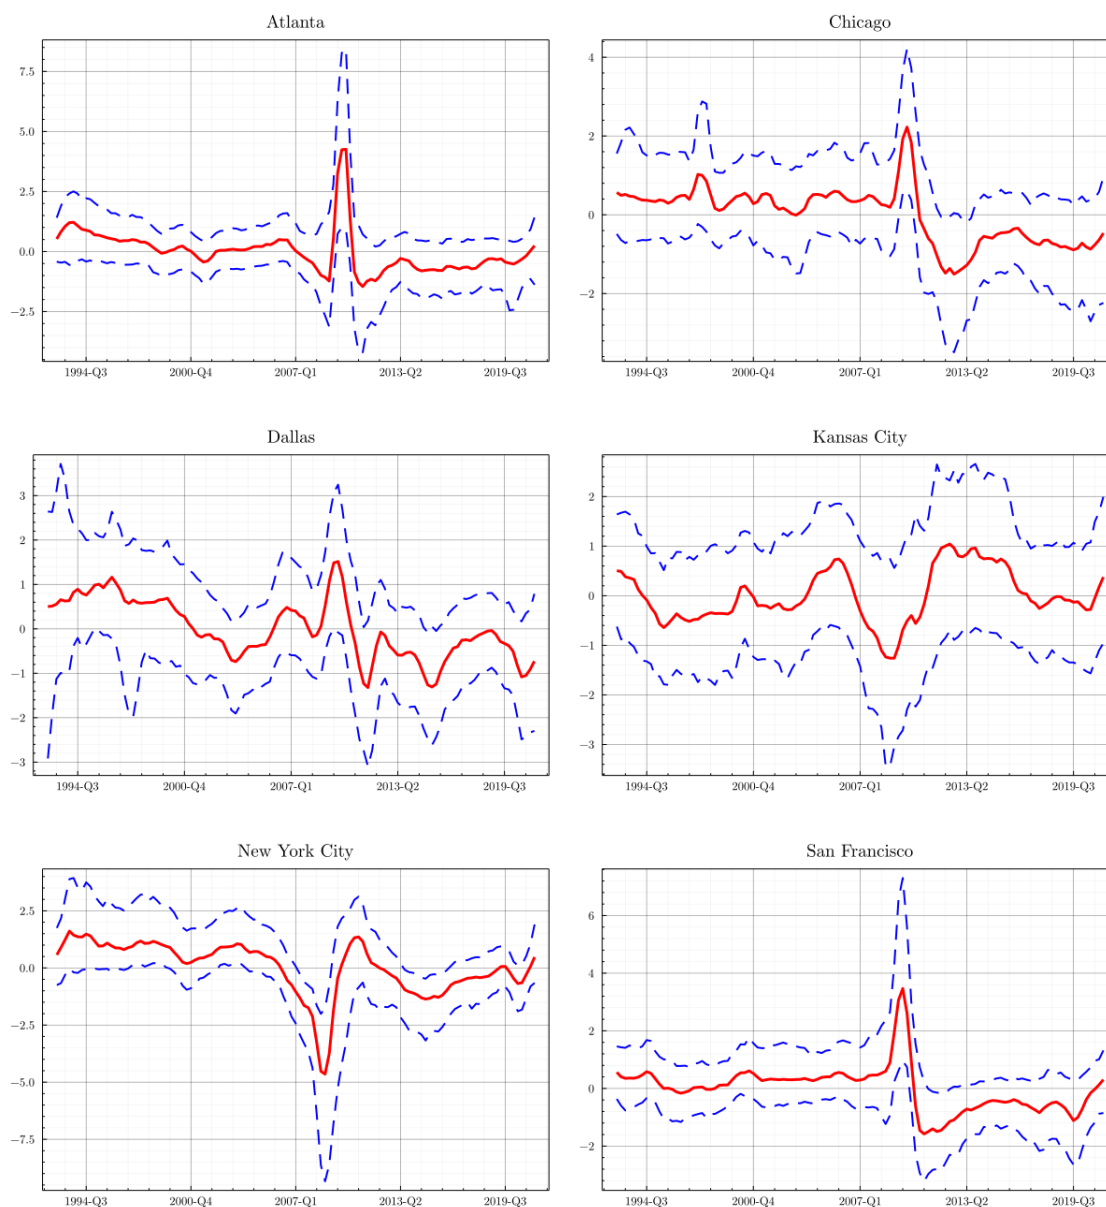 Atlanta
7.5
5.0
2.5
0.0
−2.5
1994-Q3 2000-Q4 2007-Q1 2013-Q2 2019-Q3
Chicago
4
2
0
−2
1994-Q3 2000-Q4 2007-Q1 2013-Q2 2019-Q3
Dallas
3
2
1
0
−1
−2
−3
1994-Q3 2000-Q4 2007-Q1 2013-Q2 2019-Q3
Kansas City
2
1
0
−1
−2
−3
1994-Q3 2000-Q4 2007-Q1 2013-Q2 2019-Q3
New York City
2.5
0.0
−2.5
−5.0
−7.5
1994-Q3 2000-Q4 2007-Q1 2013-Q2 2019-Q3
San Francisco
6
4
2
0
−2
1994-Q3 2000-Q4 2007-Q1 2013-Q2 2019-Q3